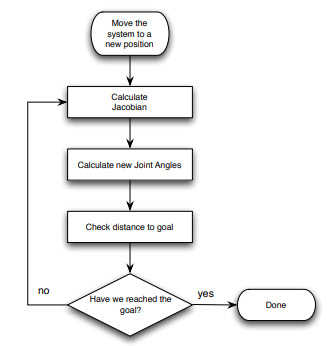 Move the
system to a
new position
Calculate
Jacobian
Calculate new Joint Angles
Check distance to goal
Have we reached the
goal?
no
yes
Done